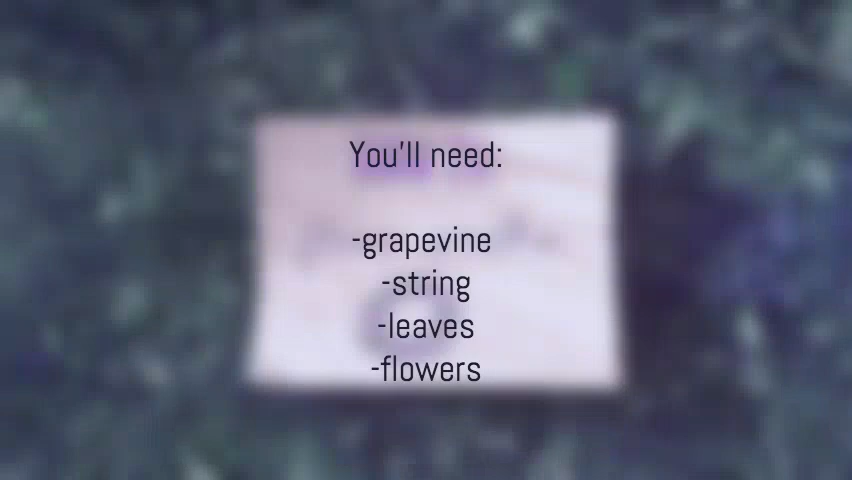 You'll need:
-grapevine
-string
-leaves
-flowers